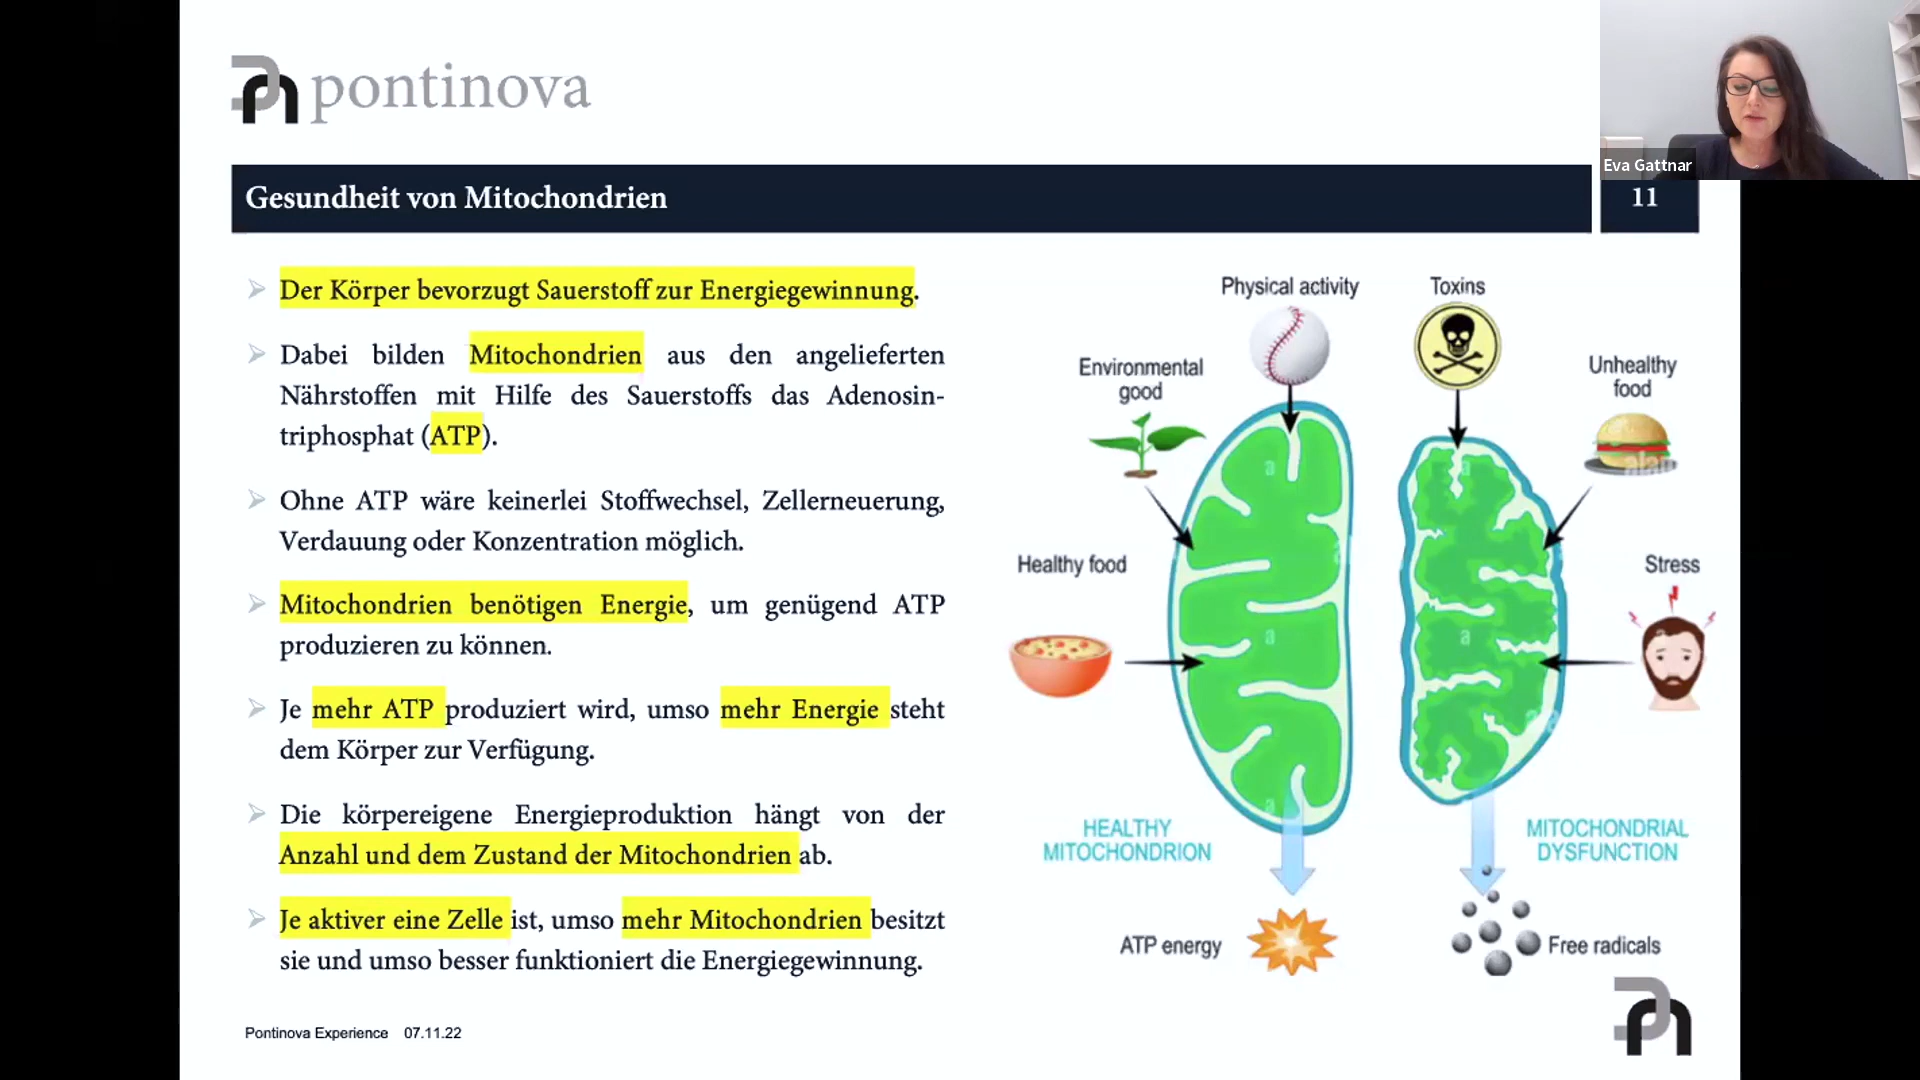 pontinova
Eva Gattnar
Gesundheit von Mitochondrien
11
Der Körper bevorzugt Sauerstoff zur Energiegewinnung.
Dabei bilden Mitochondrien aus den angelieferten
Nährstoffen mit Hilfe des Sauerstoffs das Adenosin-
triphosphat (ATP).
Ohne ATP wäre keinerlei Stoffwechsel, Zellerneuerung,
Verdauung oder Konzentration möglich.
Mitochondrien benötigen Energie, um genügend ATP
produzieren zu können.
Je mehr ATP produziert wird, umso mehr Energie steht
dem Körper zur Verfügung.
Die körpereigene Energieproduktion hängt von der
Anzahl und dem Zustand der Mitochondrien ab.
Je aktiver eine Zelle ist, umso mehr Mitochondrien besitzt
sie und umso besser funktioniert die Energiegewinnung.
Physical activity
Toxins
Environmental
good
Unhealthy
food
Healthy food
Stress
HEALTHY
MITOCHONDRION
MITOCHONDRIAL
DYSFUNCTION
ATP energy
Free radicals
Pontinova Experience 07.11.22